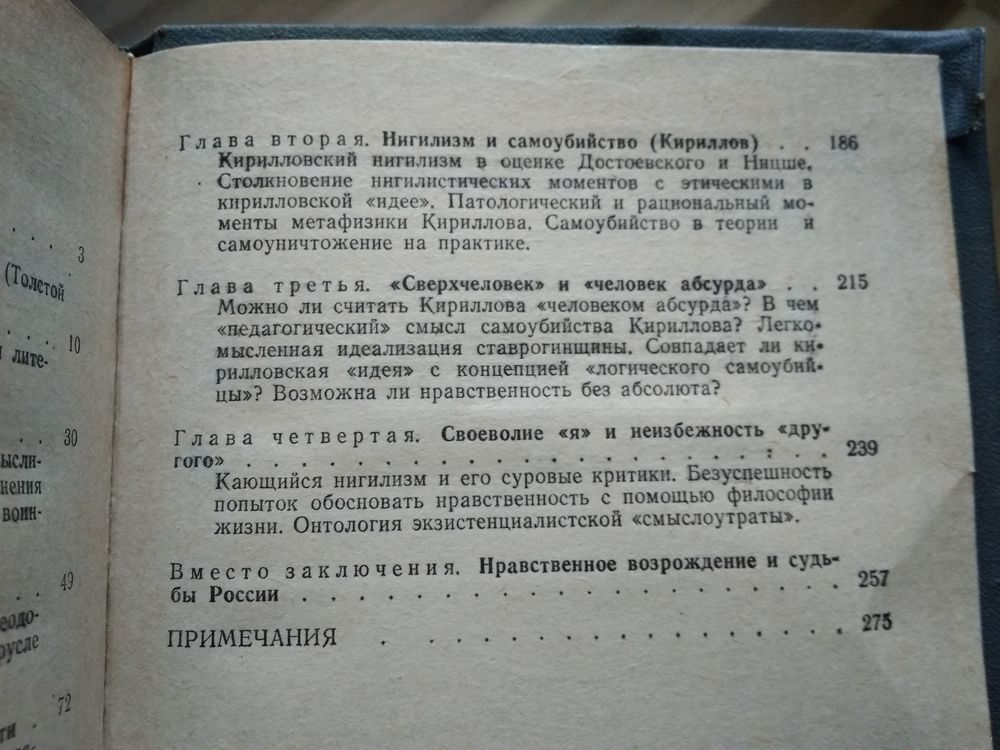 3
(Толстой
10
лите-
30
49
72
Глава вторая. Нигилизм и самоубийство (Кириллов) . . 186
Кирилловский нигилизм в оценке Достоевского и Ницше.
Столкновение нигилистических моментов с этическими в
кирилловской «идее». Патологический и рациональный мо-
менты метафизики Кириллова. Самоубийство в теории и
самоуничтожение на практике.
Глава третья. «Сверхчеловек» и «человек абсурда» . . 215
Можно ли считать Кириллова «человеком абсурда»? В чем
«педагогический» смысл самоубийства Кириллова? Легко-
мысленная идеализация ставрогинщины. Совпадает ли ки-
рилловская «идея» с концепцией «логического самоубий-
цы»? Возможна ли нравственность без абсолюта?
Глава четвертая. Своеволие «я» и неизбежность «дру-
гого» . . . . . . . . . . . . . . . . . . . . 239
Кающийся нигилизм и его суровые критики. Безуспешность
попыток обосновать нравственность с помощью философии
жизни. Онтология экзистенциалистской «смыслоутраты».
Вместо заключения. Нравственное возрождение и судь-
бы России . . . . . . . . . . . . . . . . . . 257
ПРИМЕЧАНИЯ . . . . . . . . . . . . . . . 275